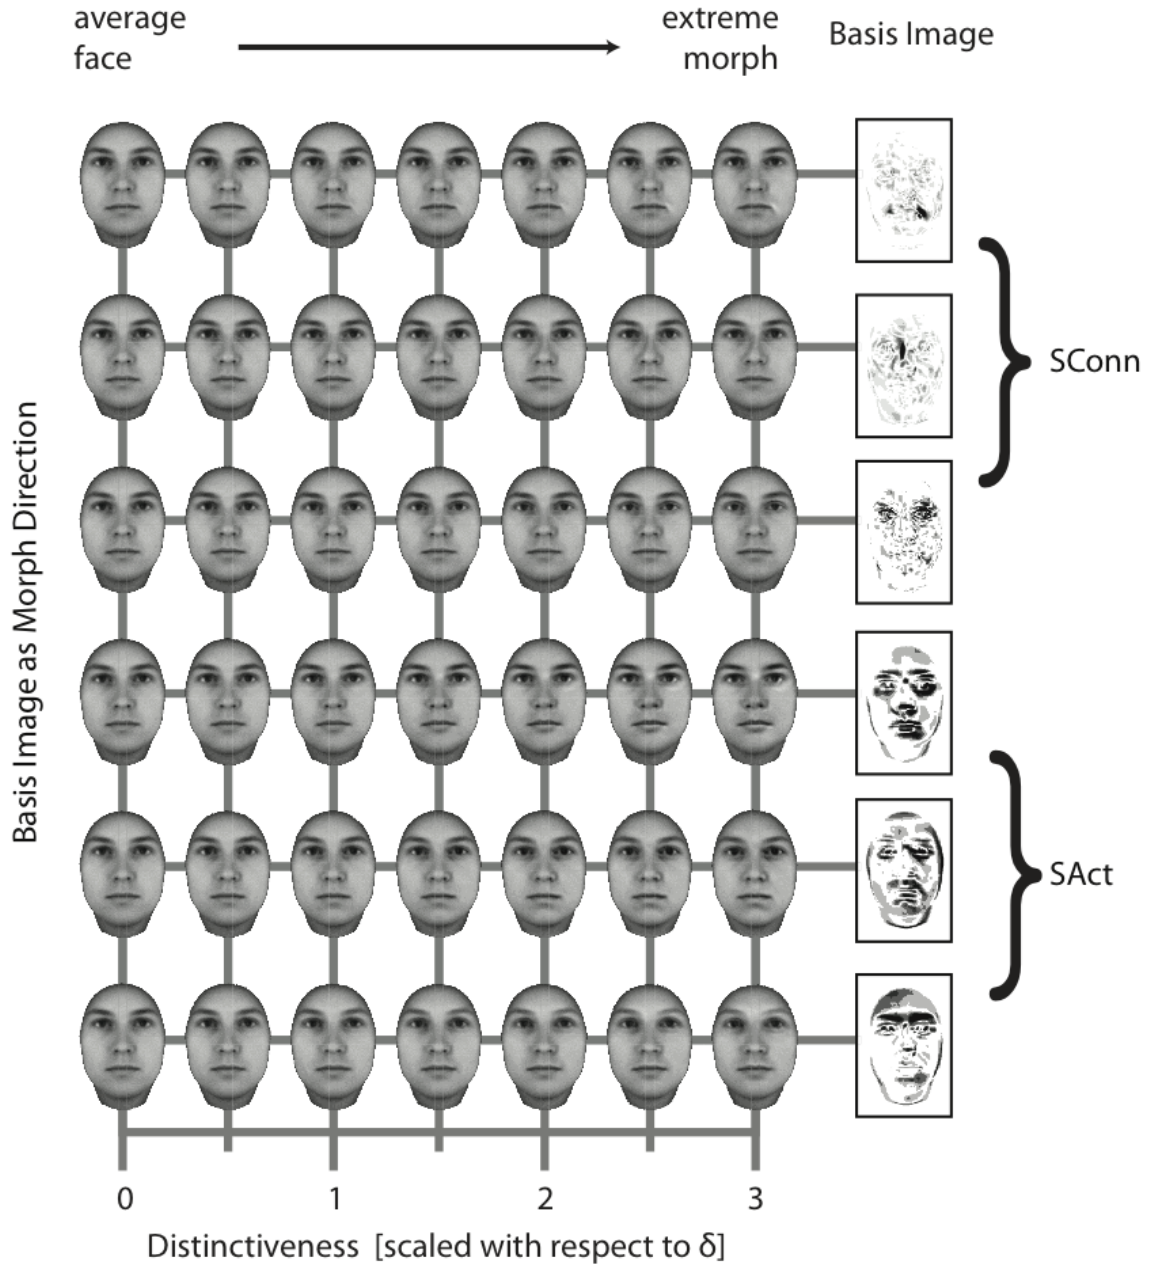 average
face
extreme
morph
Basis Image
SConn
Basis Image as Morph Direction
SAct
0
1
2
3
Distinctiveness [scaled with respect to δ]